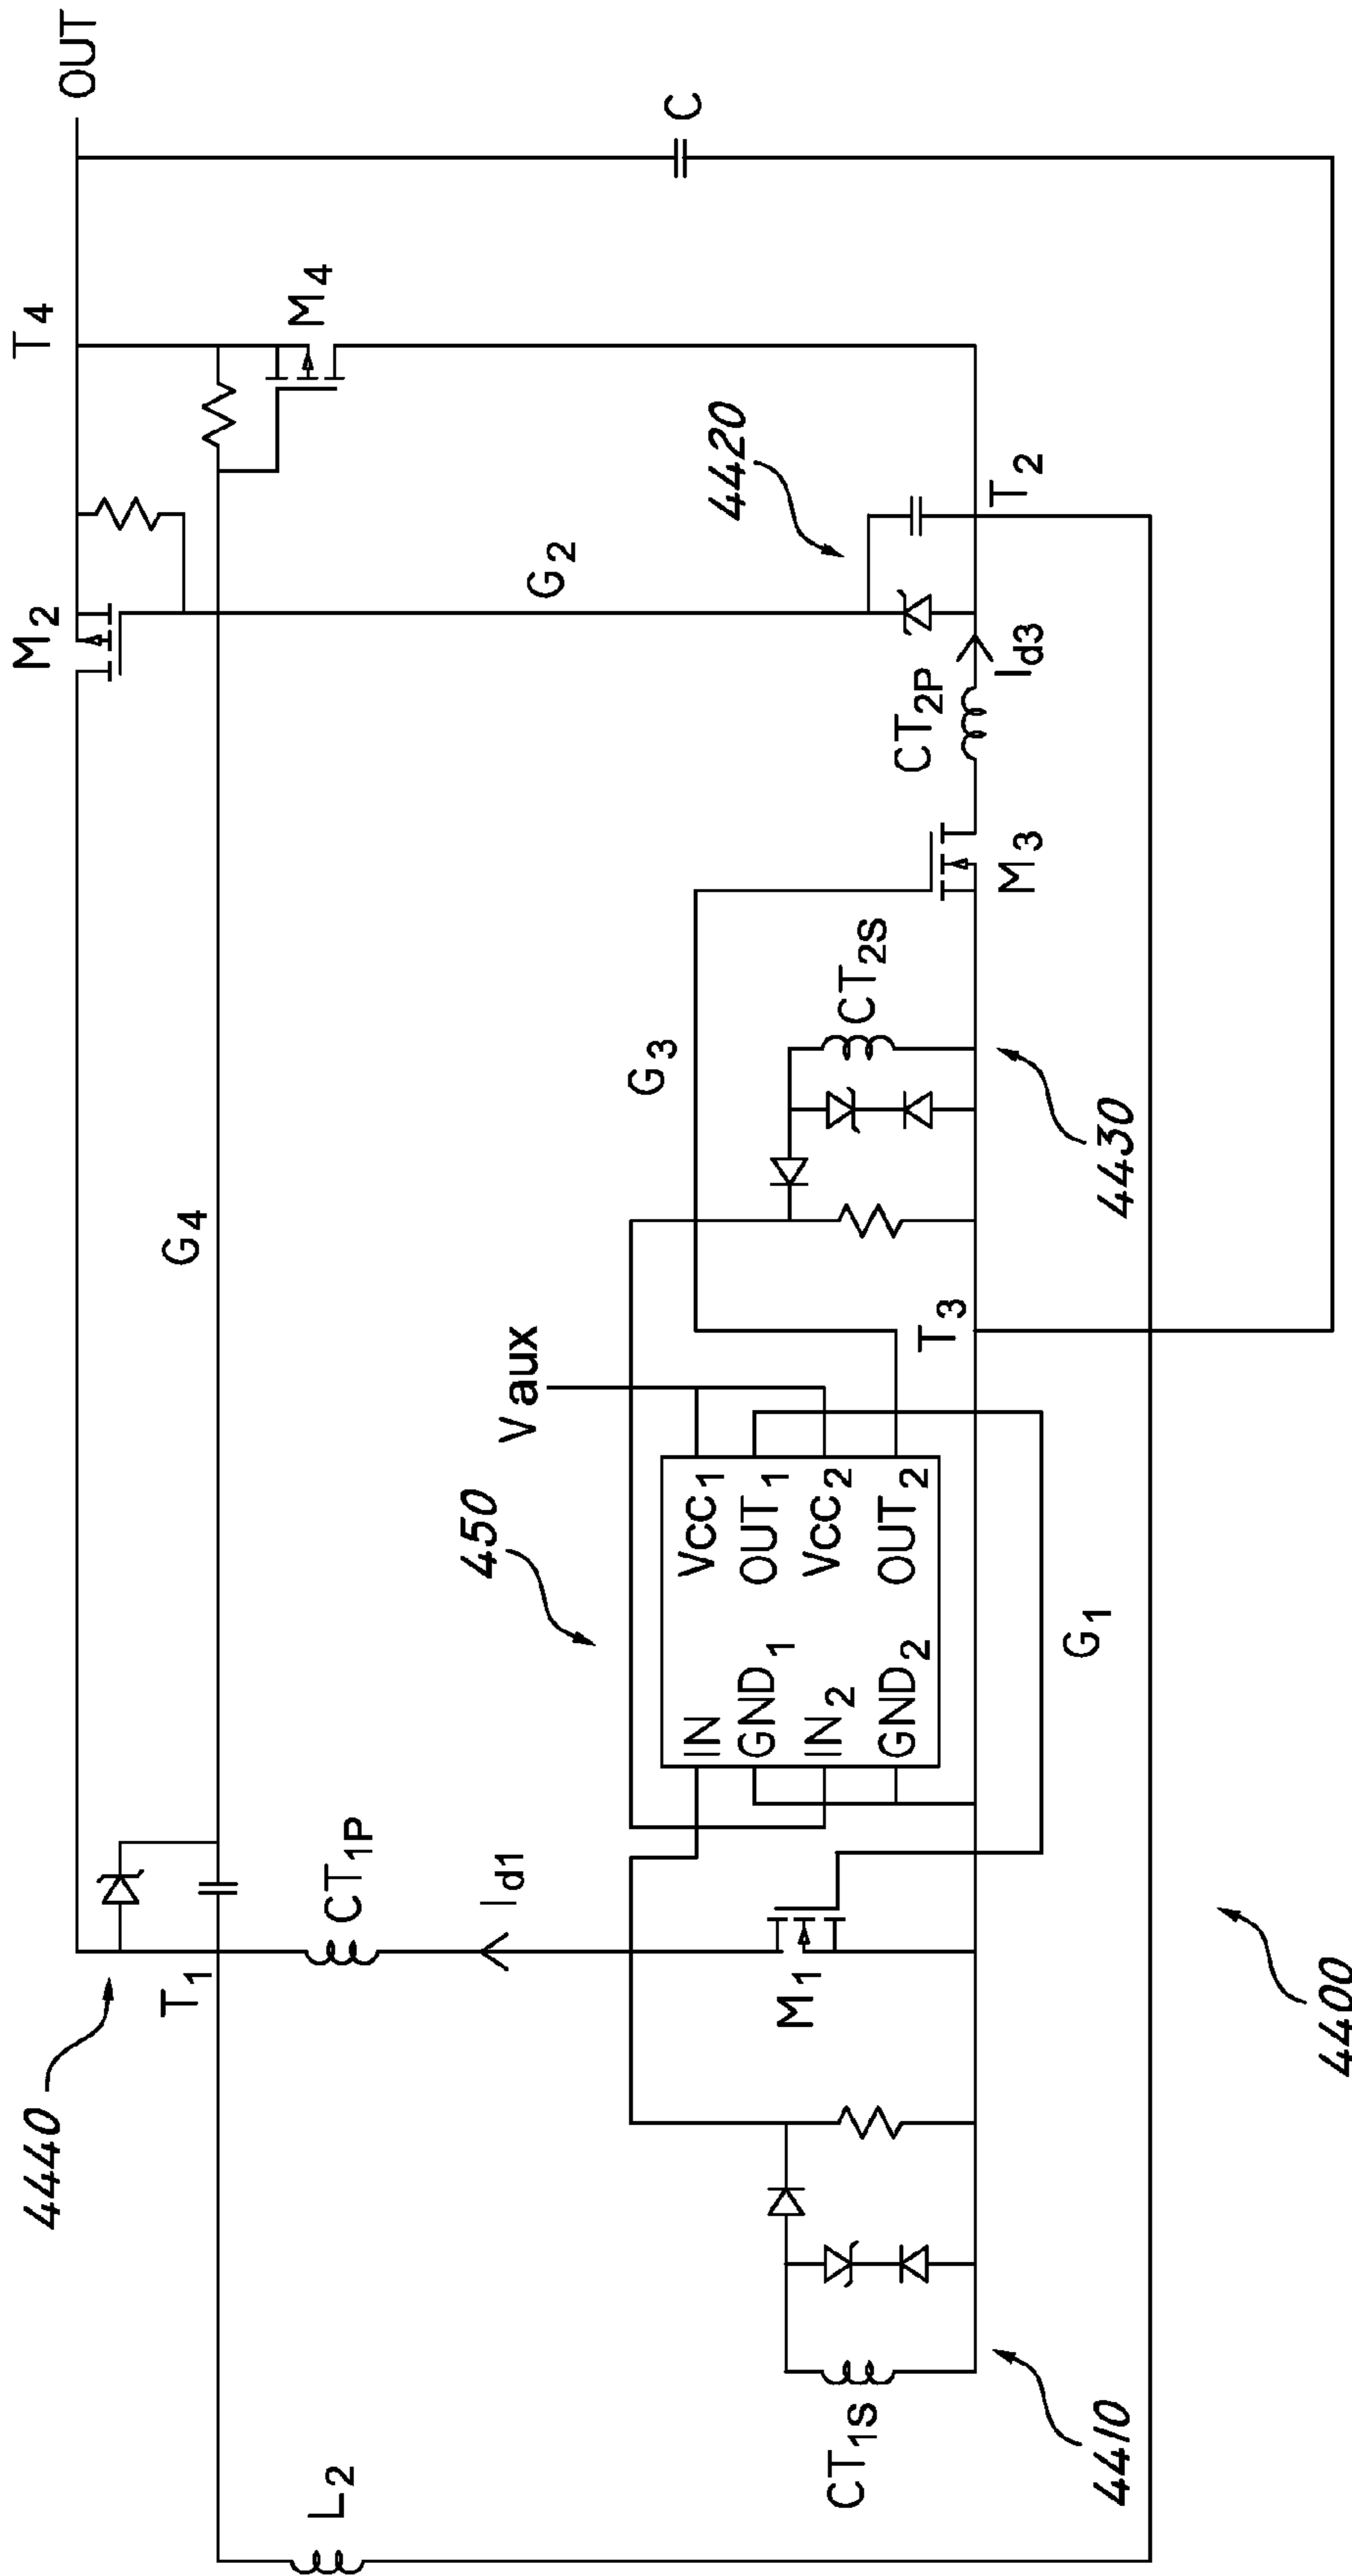 OUT
T4
M2
M4
C
G4
G2
4420
T2
Id3
CT2P
M3
G3
CT2S
4430
T3
Vaux
450
VCC1
OUT1
VCC2
OUT2
IN
GND1
IN2
GND2
G1
4440
T1
CT1P
Id1
M1
4400
L2
CT1S
4410